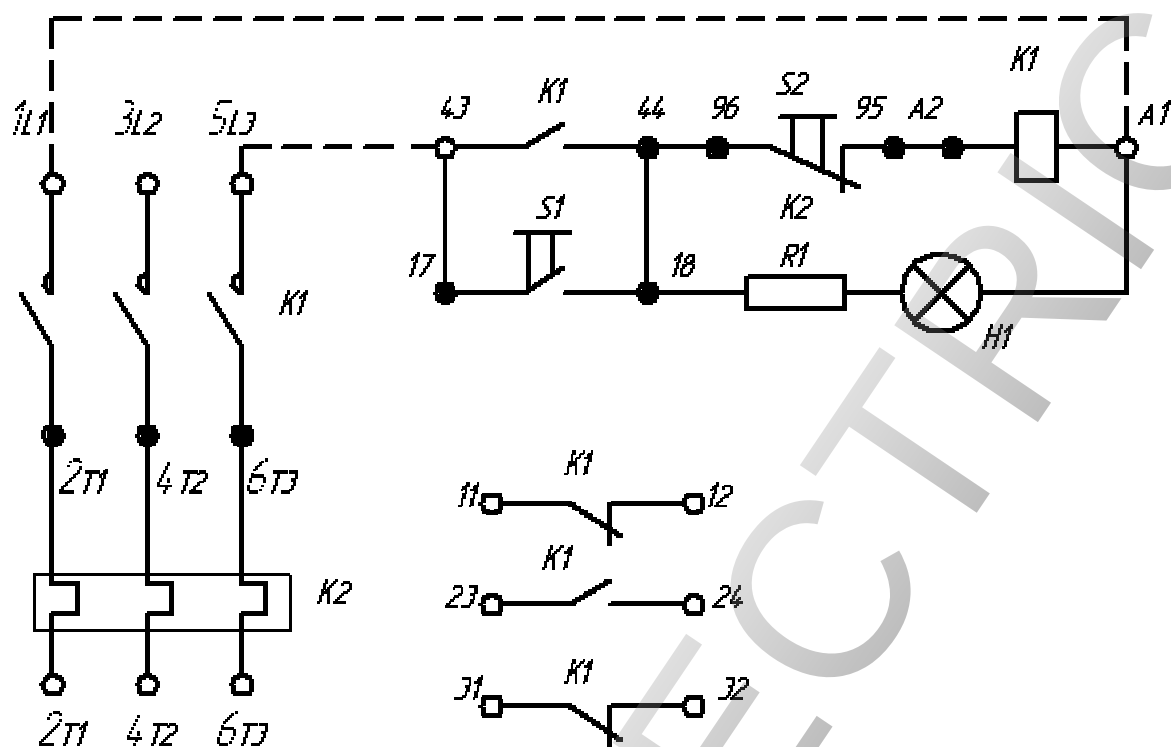 K1
1L1 3L2 5L3 43 K1 44 96 S2 95 A2 A1
17 S1 18 K2
R1
K1
H1
2T1 4T2 6T3
K1
11 12
K1
23 24
K2
K1
31 32
2T1 4T2 6T3
ECTRIC